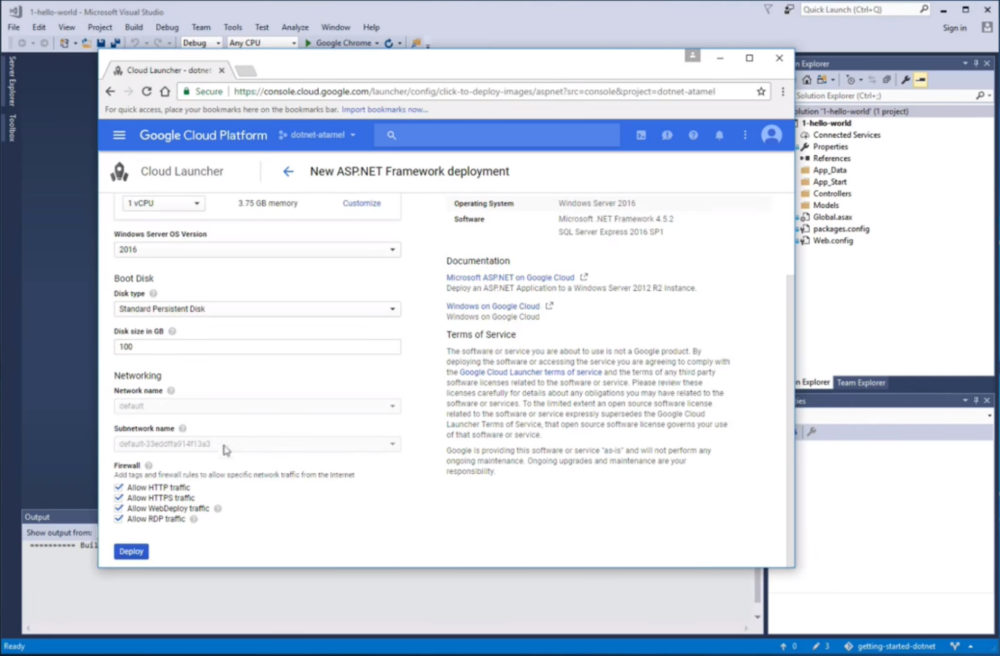 1-hello-world - Microsoft Visual Studio
Quick Launch (Ctrl+Q)
File Edit View Project Build Debug Team Tools Test Analyze Window Help
Sign in
Debug Any CPU Google Chrome
Server Explorer
Toolbox
Cloud Launcher - dotnet
Secure https://console.cloud.google.com/launcher/config/click-to-deploy-images/aspnet?src=console&project=dotnet-atamel
For quick access, place your bookmarks here on the bookmarks bar. Import bookmarks now...
Google Cloud Platform dotnet-atamel
Cloud Launcher New ASP.NET Framework deployment
1 vCPU 3.75 GB memory Customize
Windows Server OS Version
2016
Boot Disk
Disk type
Standard Persistent Disk
Disk size in GB
100
Networking
Network name
default
Subnetwork name
default-33eddffa914f13a3
Firewall
Add tags and firewall rules to allow specific network traffic from the Internet
Allow HTTP traffic
Allow HTTPS traffic
Allow WebDeploy traffic
Allow RDP traffic
Deploy
Operating System Windows Server 2016
Software Microsoft .NET Framework 4.5.2
SQL Server Express 2016 SP1
Documentation
Microsoft ASP.NET on Google Cloud
Deploy an ASP.NET Application to a Windows Server 2012 R2 Instance.
Windows on Google Cloud
Windows on Google Cloud
Terms of Service
The software or service you are about to use is not a Google product. By
deploying the software or accessing the service you are agreeing to comply with
the Google Cloud Launcher terms of service and the terms of any third party
software licenses related to the software or service. Please review these
licenses carefully for details about any obligations you may have related to the
software or services. To the limited extent an open source software license
related to the software or service expressly supersedes the Google Cloud
Launcher Terms of Service, that open source software license governs your use
of that software or service.
Google is providing this software or service "as-is" and will not perform any
ongoing maintenance. Ongoing upgrades and maintenance are your
responsibility.
n Explorer
Solution Explorer (Ctrl+;)
olution '1-hello-world' (1 project)
1-hello-world
Connected Services
Properties
References
App_Data
App_Start
Controllers
Models
Global.asax
packages.config
Web.config
n Explorer Team Explorer
ies
Output
Show output from:
========== Buil
Ready
0 3 getting-started-dotnet